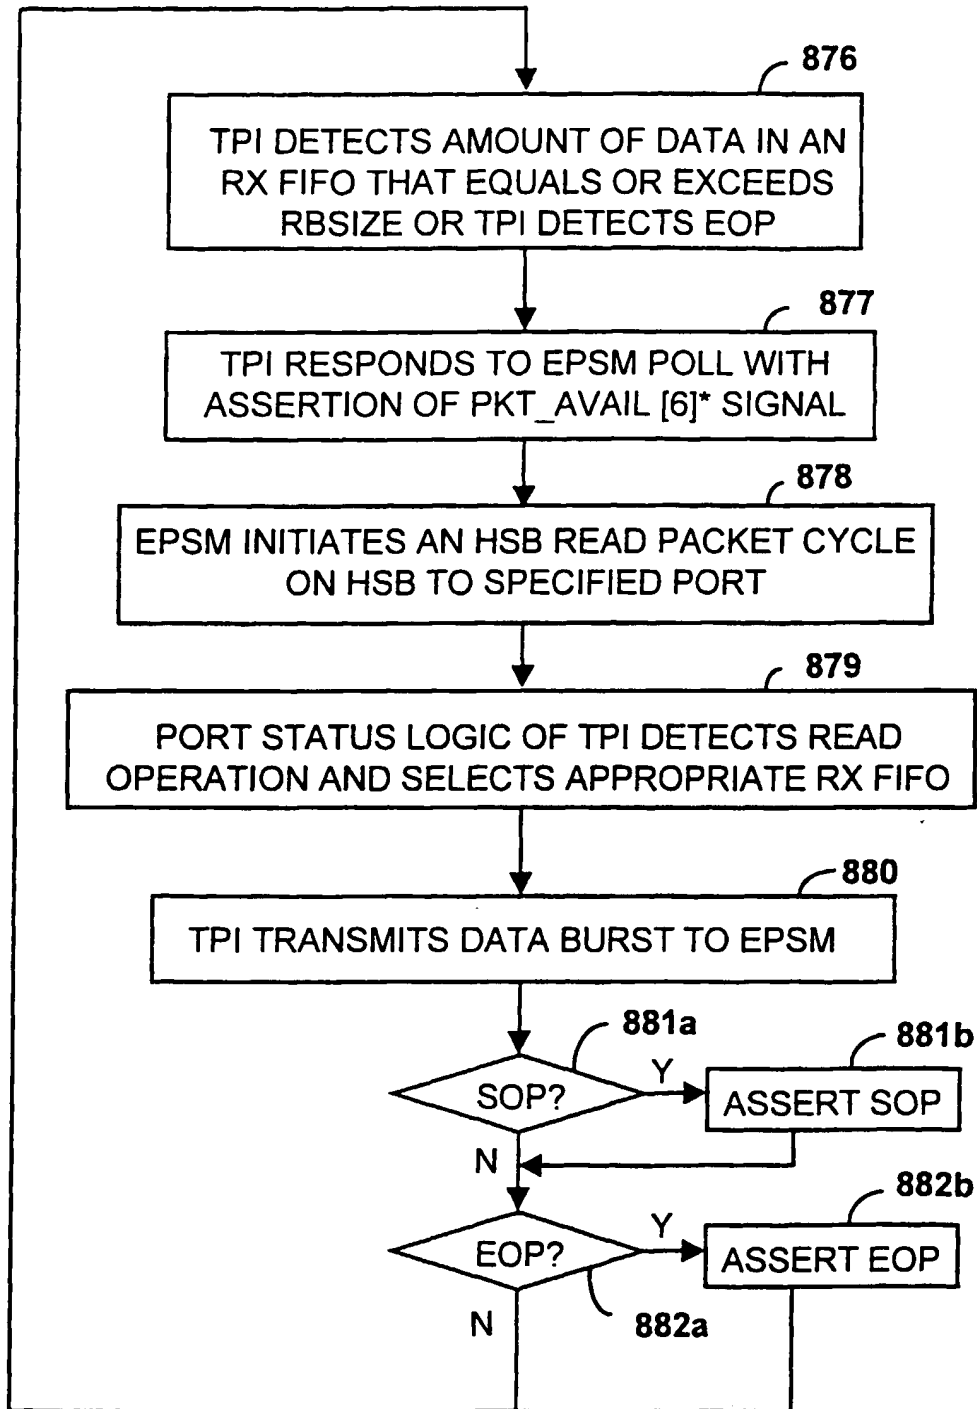 876
TPI DETECTS AMOUNT OF DATA IN AN
RX FIFO THAT EQUALS OR EXCEEDS
RBSIZE OR TPI DETECTS EOP
877
TPI RESPONDS TO EPSM POLL WITH
ASSERTION OF PKT_AVAIL [6]* SIGNAL
878
EPSM INITIATES AN HSB READ PACKET CYCLE
ON HSB TO SPECIFIED PORT
879
PORT STATUS LOGIC OF TPI DETECTS READ
OPERATION AND SELECTS APPROPRIATE RX FIFO
880
TPI TRANSMITS DATA BURST TO EPSM
881a
881b
SOP?
Y
ASSERT SOP
N
882b
EOP?
Y
ASSERT EOP
N
882a